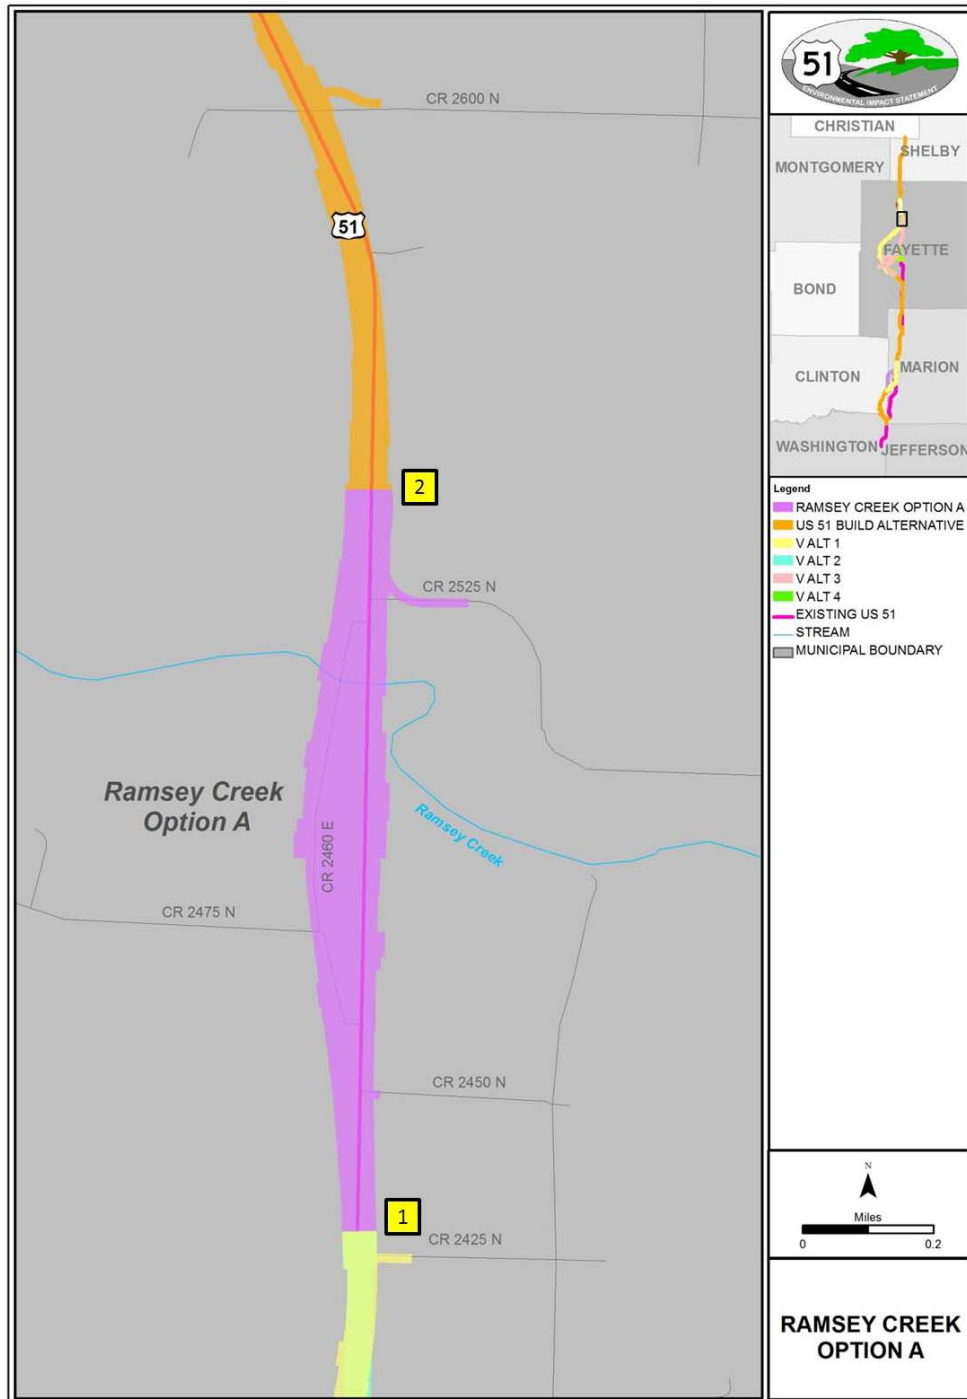 CR 2600 N
51
2
CR 2525 N
Ramsey Creek
Option A
CR 2460 E
Ramsey Creek
CR 2475 N
CR 2450 N
1
CR 2425 N
51
ENVIRONMENTAL IMPACT STATEMENT
CHRISTIAN
SHELBY
MONTGOMERY
FAYETTE
BOND
MARION
CLINTON
WASHINGTON
JEFFERSON
Legend
RAMSEY CREEK OPTION A
US 51 BUILD ALTERNATIVE
V ALT 1
V ALT 2
V ALT 3
V ALT 4
EXISTING US 51
STREAM
MUNICIPAL BOUNDARY
N
Miles
0 0.2
RAMSEY CREEK
OPTION A